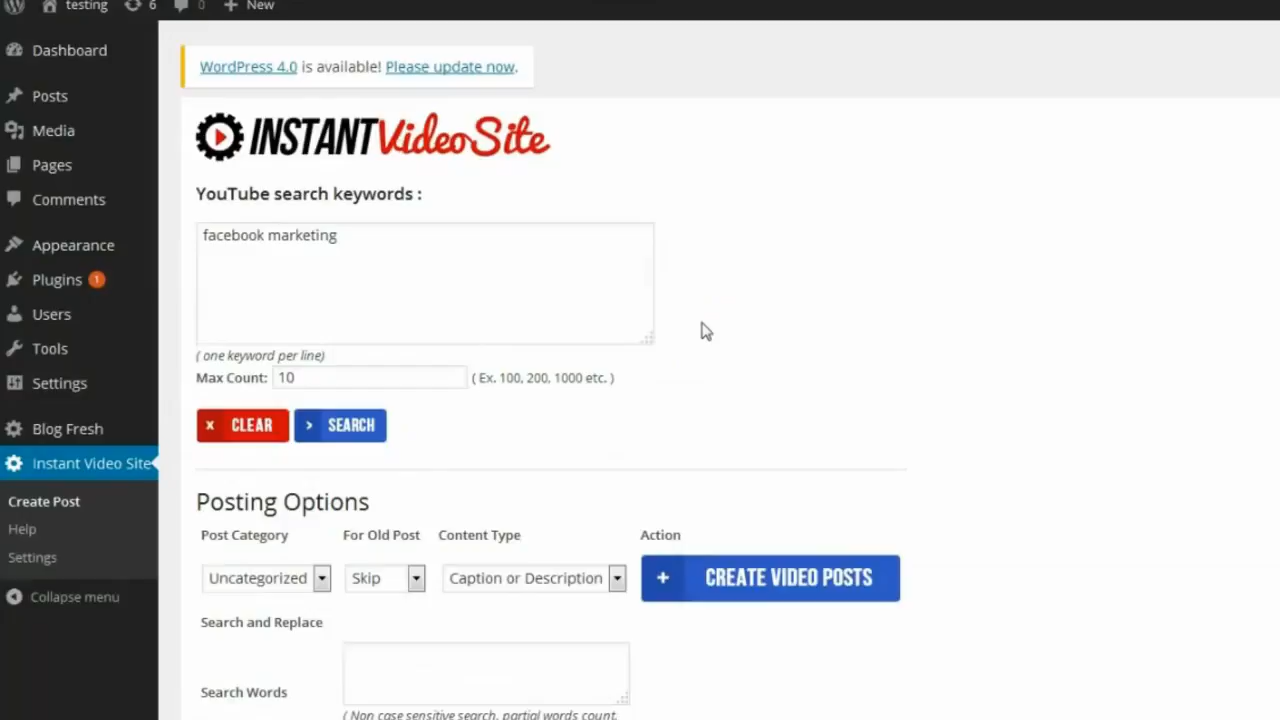 testing 6 0 New
Dashboard
Posts
Media
Pages
Comments
Appearance
Plugins 1
Users
Tools
Settings
Blog Fresh
Instant Video Site
Create Post
Help
Settings
Collapse menu
WordPress 4.0 is available! Please update now.
INSTANT VideoSite
YouTube search keywords :
facebook marketing
( one keyword per line)
Max Count: 10 ( Ex. 100, 200, 1000 etc. )
× CLEAR > SEARCH
Posting Options
Post Category For Old Post Content Type Action
Uncategorized Skip Caption or Description + CREATE VIDEO POSTS
Search and Replace
Search Words
( Non case sensitive search, partial words count.